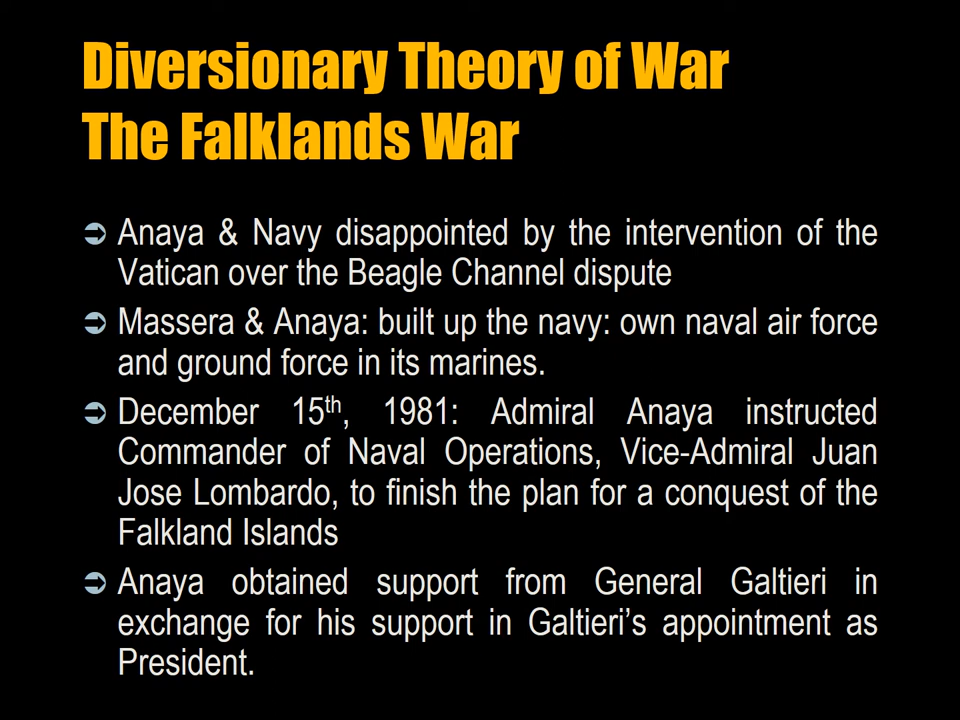 Diversionary Theory of War
The Falklands War
➲ Anaya & Navy disappointed by the intervention of the
Vatican over the Beagle Channel dispute
➲ Massera & Anaya: built up the navy: own naval air force
and ground force in its marines.
➲ December 15th, 1981: Admiral Anaya instructed
Commander of Naval Operations, Vice-Admiral Juan
Jose Lombardo, to finish the plan for a conquest of the
Falkland Islands
➲ Anaya obtained support from General Galtieri in
exchange for his support in Galtieri’s appointment as
President.